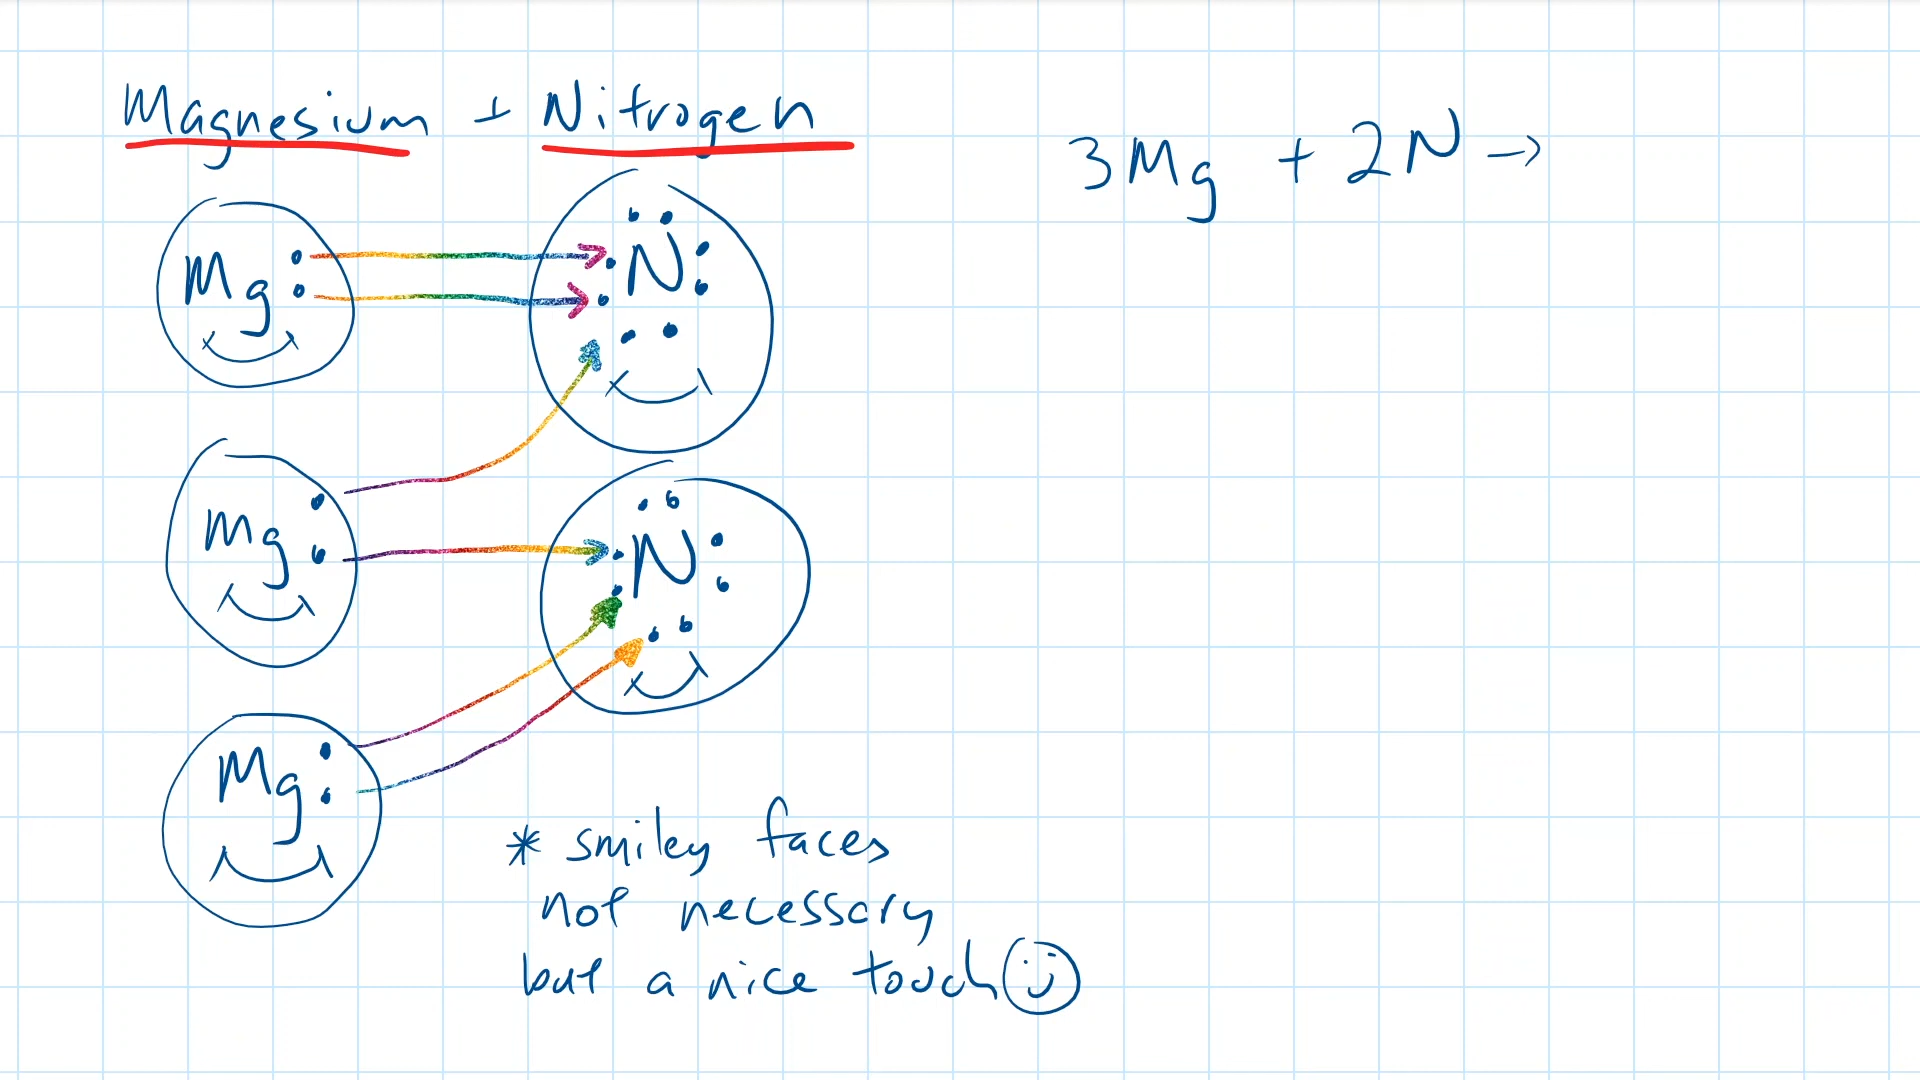 Magnesium + Nitrogen
3Mg + 2N →
Mg
N
Mg
N
Mg
* smiley faces
not necessary
but a nice touch